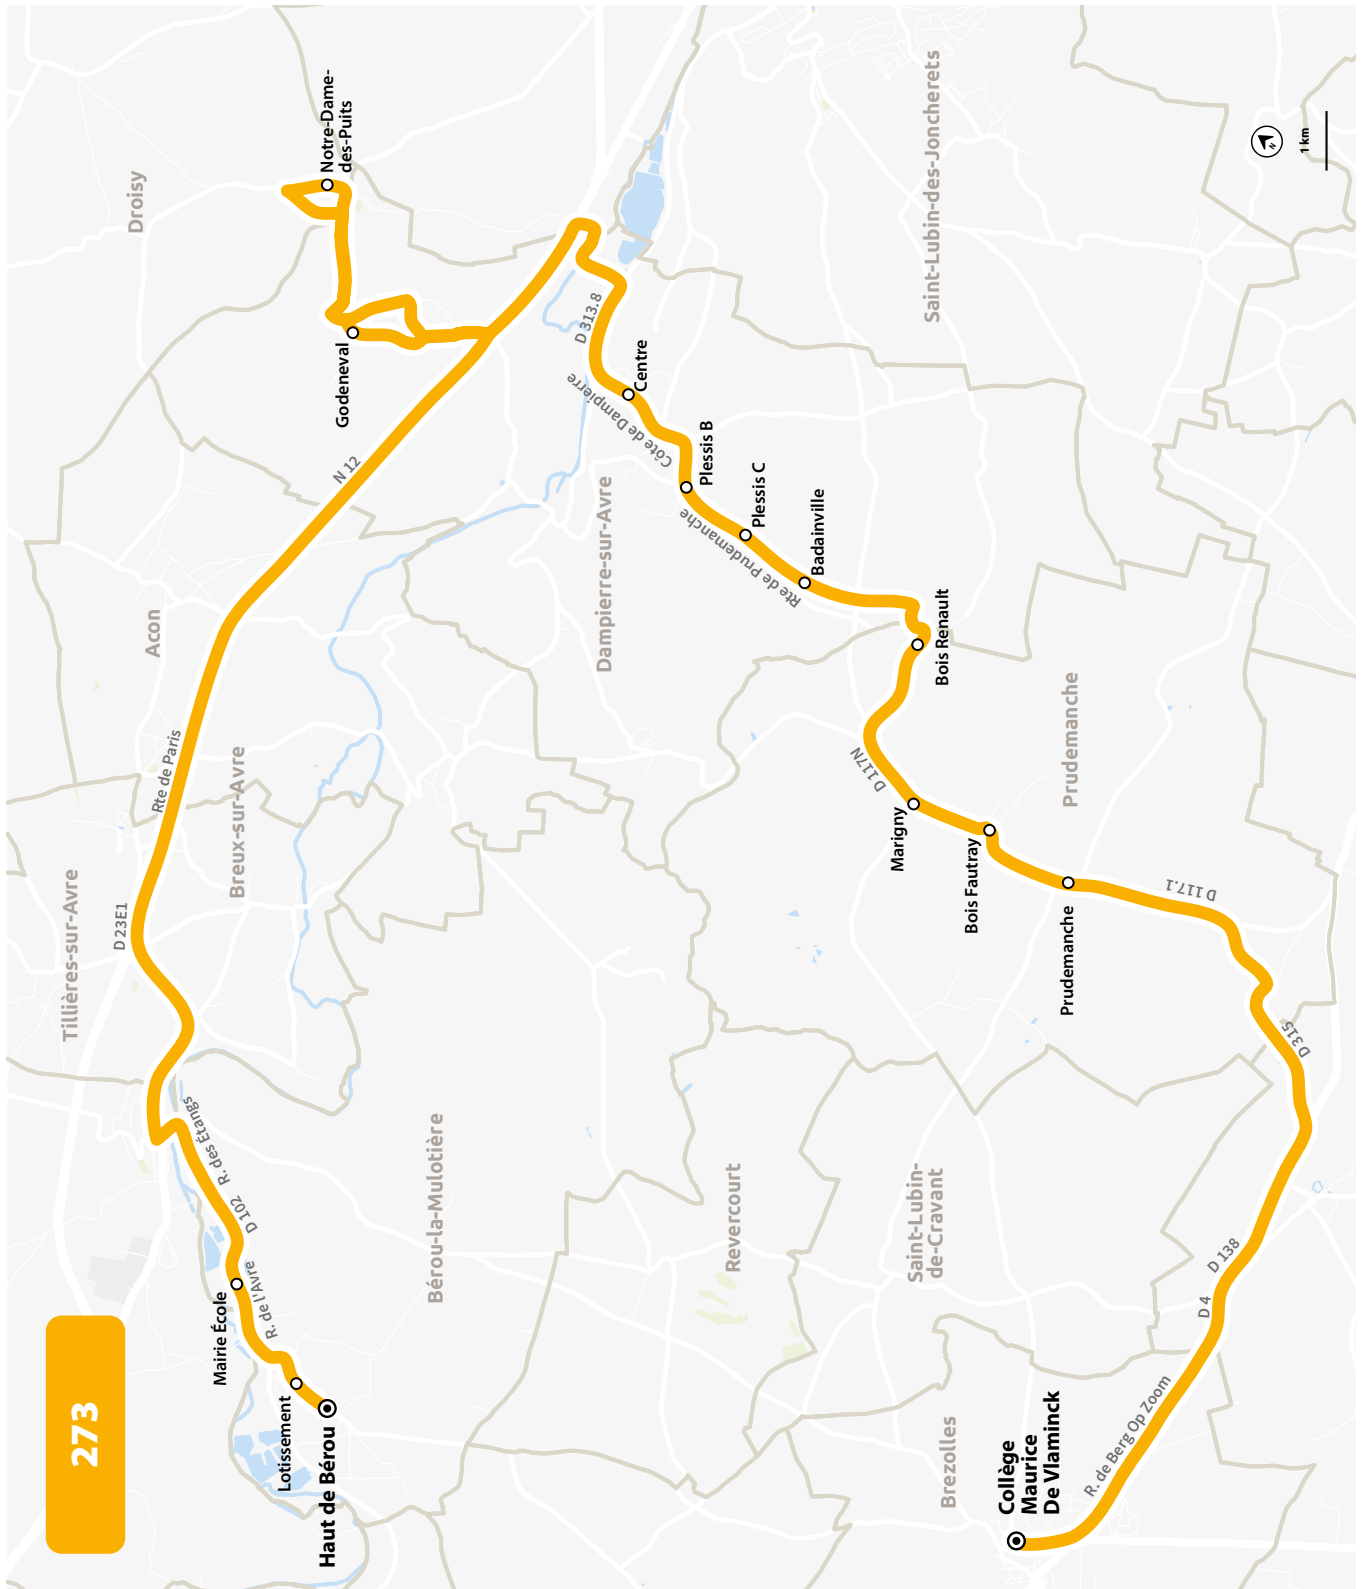 273
Tillières-sur-Avre
D 23E1
Acon
Rte de Paris
Breux-sur-Avre
Droisy
Notre-Dame-
des-Puits
Godeneval
N 12
D 313.8
Centre
Côte de Dampierre
Plessis B
Plessis C
Rte de Prudemanche
Badainville
Dampierre-sur-Avre
Bois Renault
D 117N
Marigny
Bois Fautray
Prudemanche
Prudemanche
D 117.1
D 315
Saint-Lubin-des-Joncherets
N
1 km
R. des Étangs
D 102
Mairie École
R. de l'Avre
Lotissement
Haut de Bérou
Bérou-la-Mulotière
Revercourt
Saint-Lubin-
de-Cravant
D 138
D 4
R. de Berg Op Zoom
Brezolles
Collège
Maurice
De Vlaminck